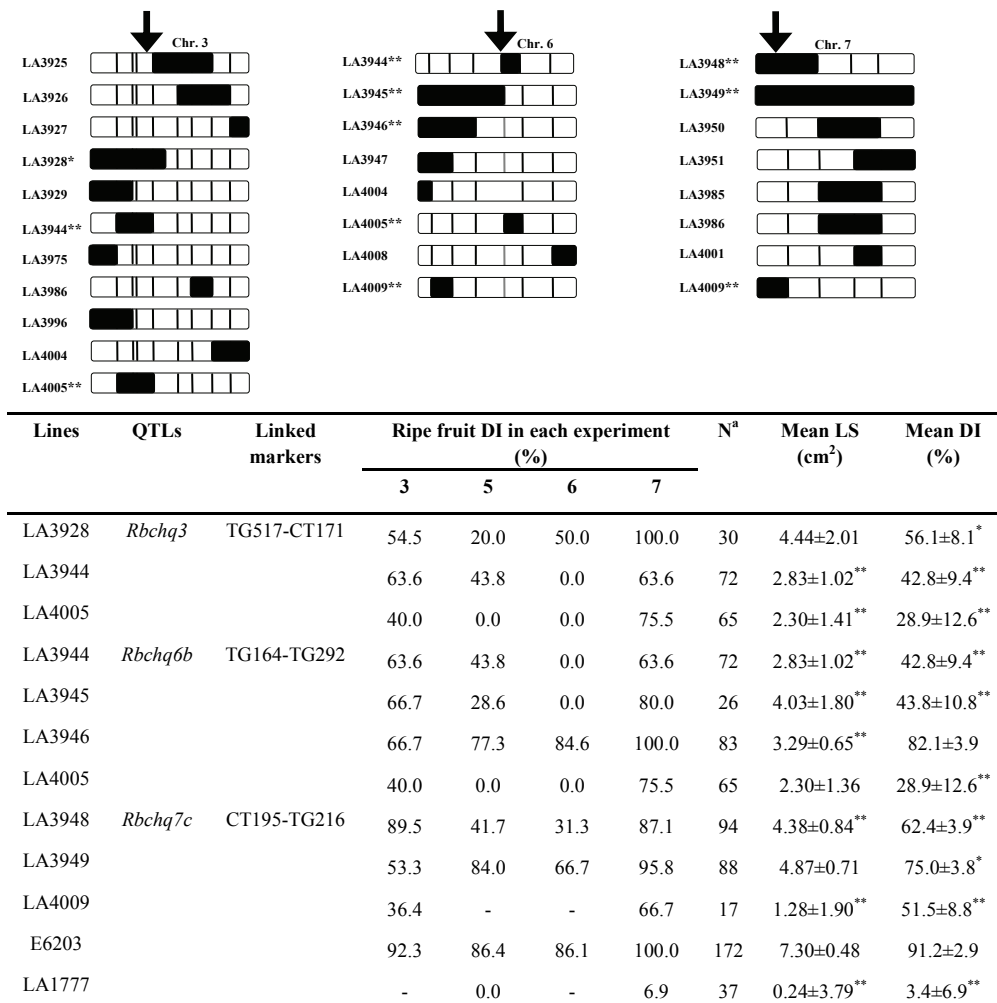 Chr. 3
LA3925
LA3926
LA3927
LA3928*
LA3929
LA3944**
LA3975
LA3986
LA3996
LA4004
LA4005**
Chr. 6
LA3944**
LA3945**
LA3946**
LA3947
LA4004
LA4005**
LA4008
LA4009**
Chr. 7
LA3948**
LA3949**
LA3950
LA3951
LA3985
LA3986
LA4001
LA4009**
Lines QTLs Linked markers Ripe fruit DI in each experiment (%) Nª Mean LS (cm²) Mean DI (%)
3 5 6 7
LA3928 Rbchq3 TG517-CT171 54.5 20.0 50.0 100.0 30 4.44±2.01 56.1±8.1*
LA3944 63.6 43.8 0.0 63.6 72 2.83±1.02** 42.8±9.4**
LA4005 40.0 0.0 0.0 75.5 65 2.30±1.41** 28.9±12.6**
LA3944 Rbchq6b TG164-TG292 63.6 43.8 0.0 63.6 72 2.83±1.02** 42.8±9.4**
LA3945 66.7 28.6 0.0 80.0 26 4.03±1.80** 43.8±10.8**
LA3946 66.7 77.3 84.6 100.0 83 3.29±0.65** 82.1±3.9
LA4005 40.0 0.0 0.0 75.5 65 2.30±1.36 28.9±12.6**
LA3948 Rbchq7c CT195-TG216 89.5 41.7 31.3 87.1 94 4.38±0.84** 62.4±3.9**
LA3949 53.3 84.0 66.7 95.8 88 4.87±0.71 75.0±3.8*
LA4009 36.4 - - 66.7 17 1.28±1.90** 51.5±8.8**
E6203 92.3 86.4 86.1 100.0 172 7.30±0.48 91.2±2.9
LA1777 - 0.0 - 6.9 37 0.24±3.79** 3.4±6.9**